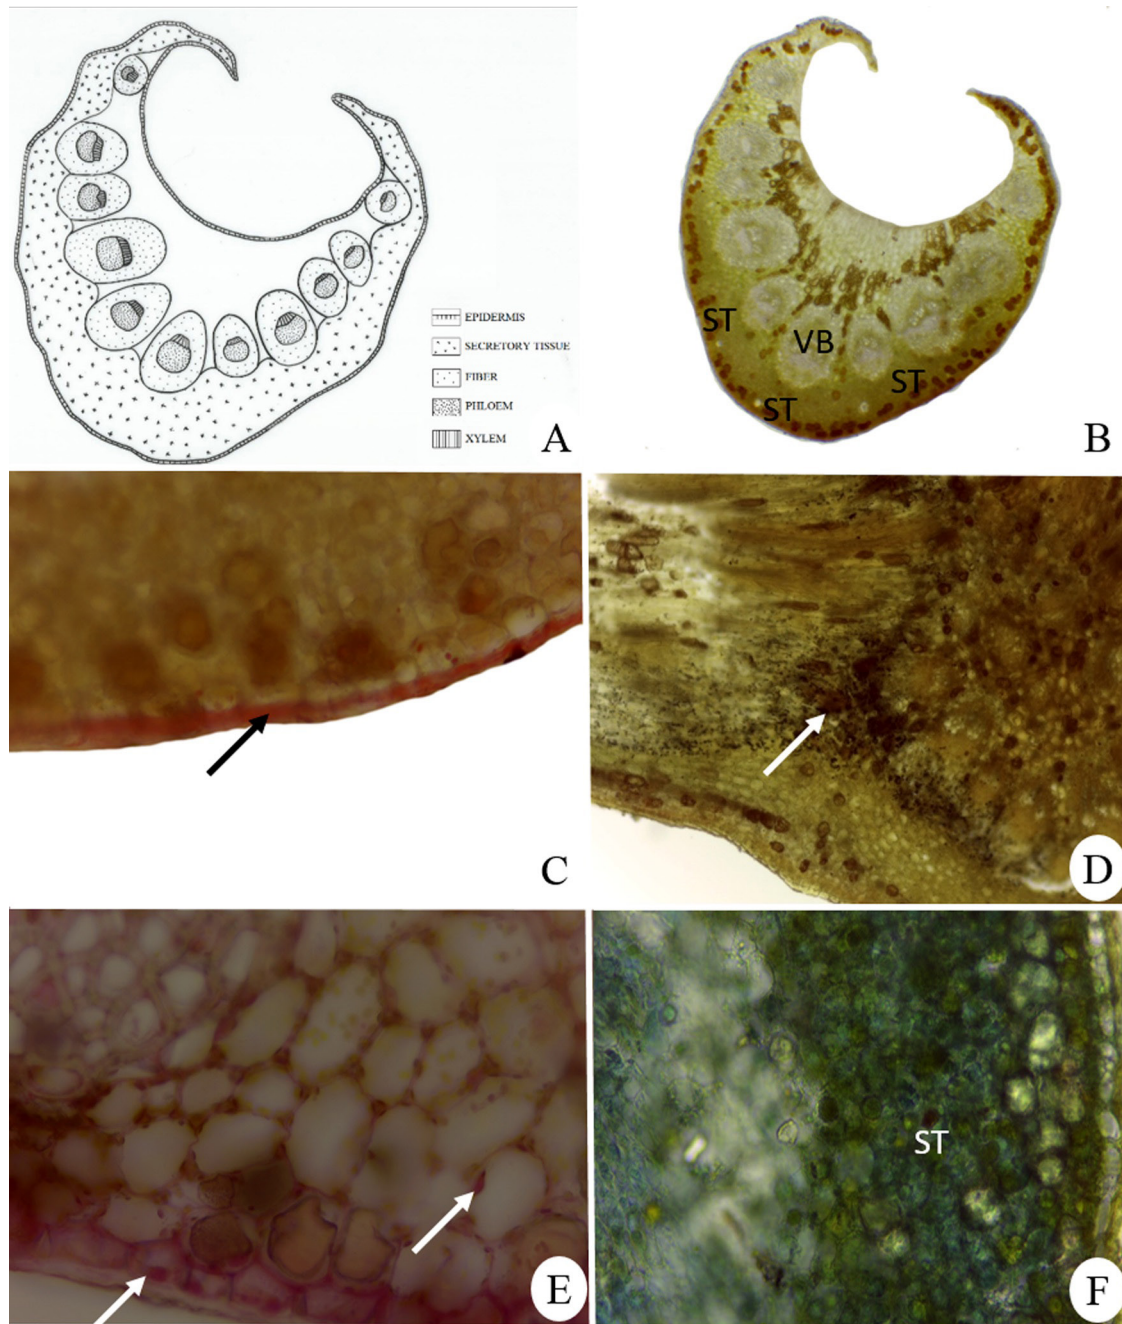 EPIDERMIS
SECRETORY TISSUE
FIBER
PHLOEM
XYLEM
A
ST
VB
ST
ST
B
C
D
E
ST
F